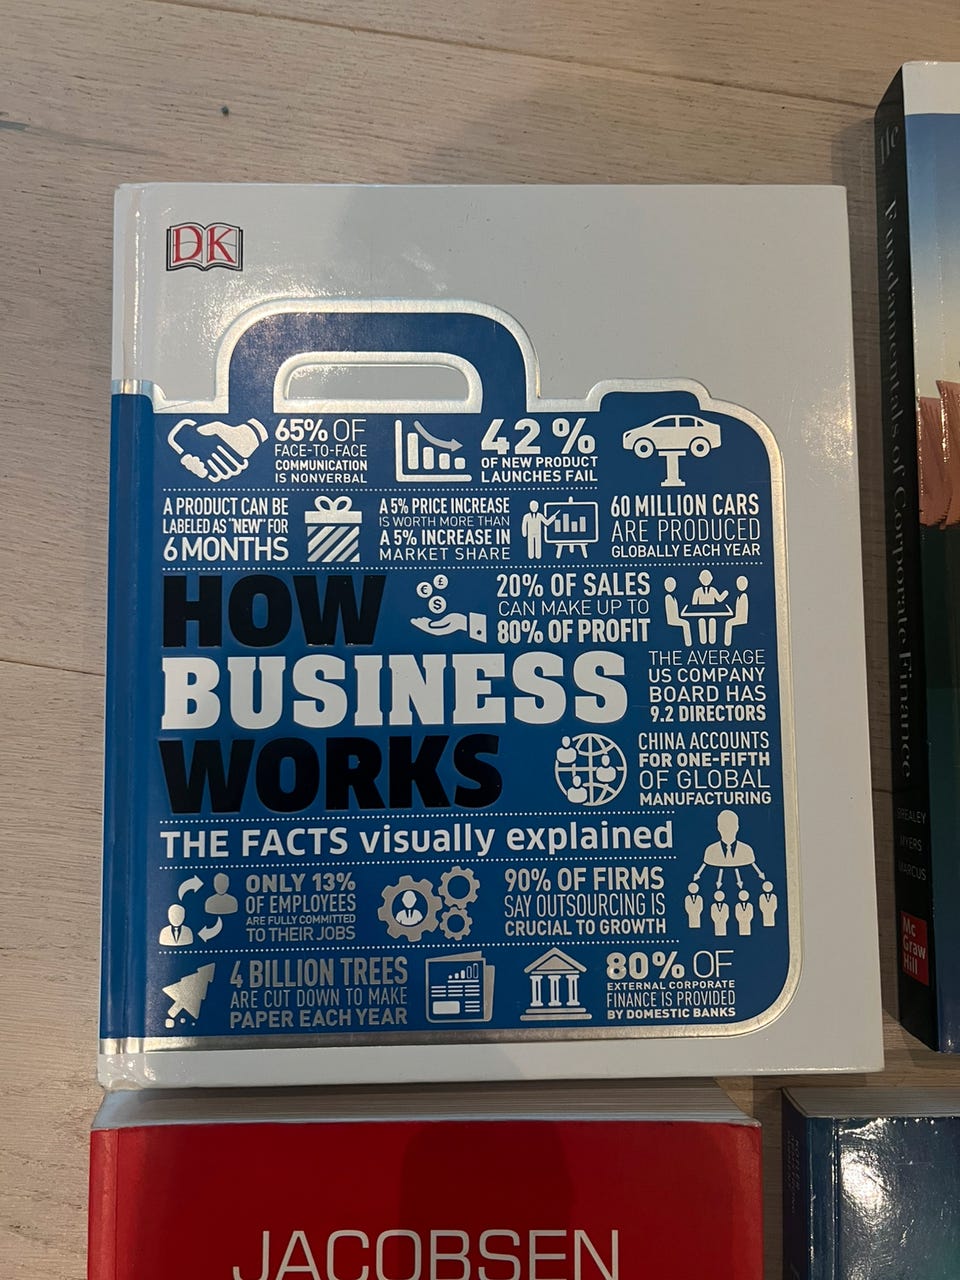 DK
65% OF
FACE-TO-FACE
COMMUNICATION
IS NONVERBAL
42%
OF NEW PRODUCT
LAUNCHES FAIL
A PRODUCT CAN BE
LABELED AS "NEW" FOR
6 MONTHS
A 5% PRICE INCREASE
IS WORTH MORE THAN
A 5% INCREASE IN
MARKET SHARE
60 MILLION CARS
ARE PRODUCED
GLOBALLY EACH YEAR
€ £
$
20% OF SALES
CAN MAKE UP TO
80% OF PROFIT
HOW
BUSINESS
WORKS
THE AVERAGE
US COMPANY
BOARD HAS
9.2 DIRECTORS
CHINA ACCOUNTS
FOR ONE-FIFTH
OF GLOBAL
MANUFACTURING
THE FACTS visually explained
ONLY 13%
OF EMPLOYEES
ARE FULLY COMMITTED
TO THEIR JOBS
90% OF FIRMS
SAY OUTSOURCING IS
CRUCIAL TO GROWTH
4 BILLION TREES
ARE CUT DOWN TO MAKE
PAPER EACH YEAR
80% OF
EXTERNAL CORPORATE
FINANCE IS PROVIDED
BY DOMESTIC BANKS
Fundamentals of Corporate Finance
BREALEY
MYERS
MARCUS
Mc
Graw
Hill
JACOBSEN